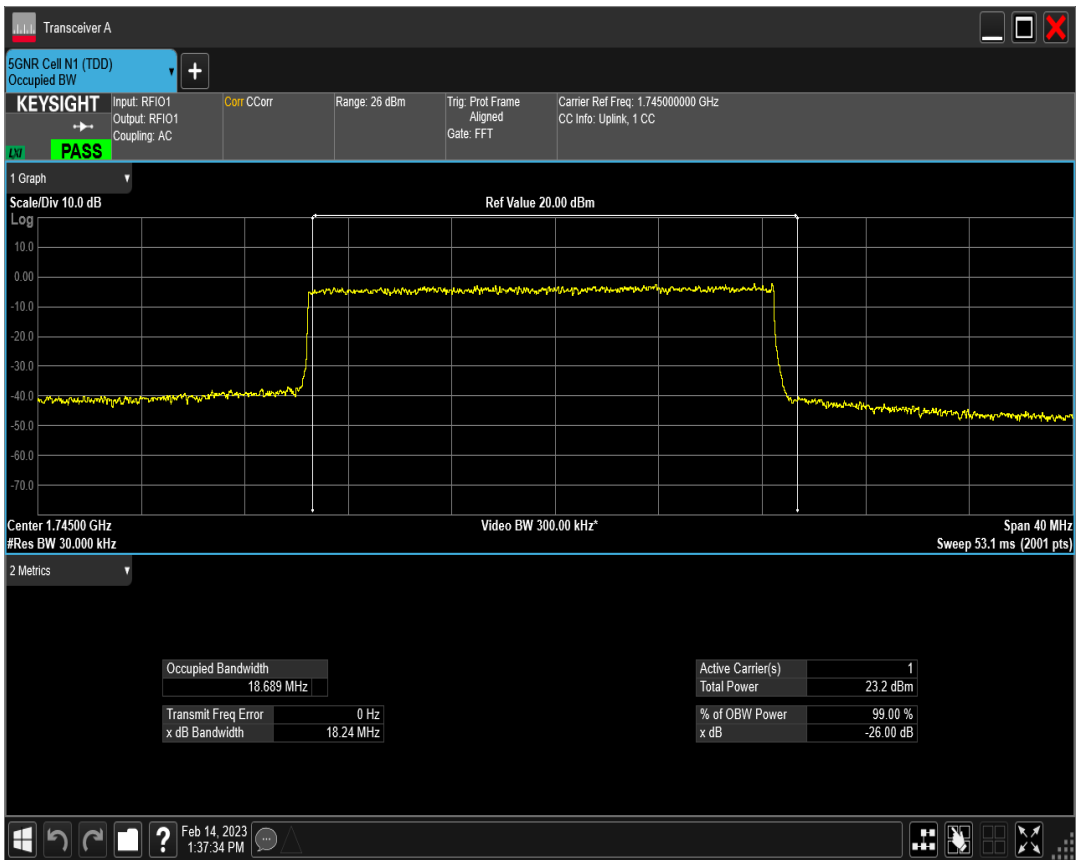 Transceiver A
5GNR Cell N1 (TDD)
Occupied BW
+
KEYSIGHT
LXI
PASS
Input: RFIO1
Output: RFIO1
Coupling: AC
Corr CCorr
Range: 26 dBm
Trig: Prot Frame
Aligned
Gate: FFT
Carrier Ref Freq: 1.745000000 GHz
CC Info: Uplink, 1 CC
1 Graph
Scale/Div 10.0 dB
Ref Value 20.00 dBm
Log
10.0
0.00
-10.0
-20.0
-30.0
-40.0
-50.0
-60.0
-70.0
Center 1.74500 GHz
Video BW 300.00 kHz*
Span 40 MHz
#Res BW 30.000 kHz
Sweep 53.1 ms (2001 pts)
2 Metrics
Occupied Bandwidth
18.689 MHz
Transmit Freq Error 0 Hz
x dB Bandwidth 18.24 MHz
Active Carrier(s) 1
Total Power 23.2 dBm
% of OBW Power 99.00 %
x dB -26.00 dB
?
Feb 14, 2023
1:37:34 PM